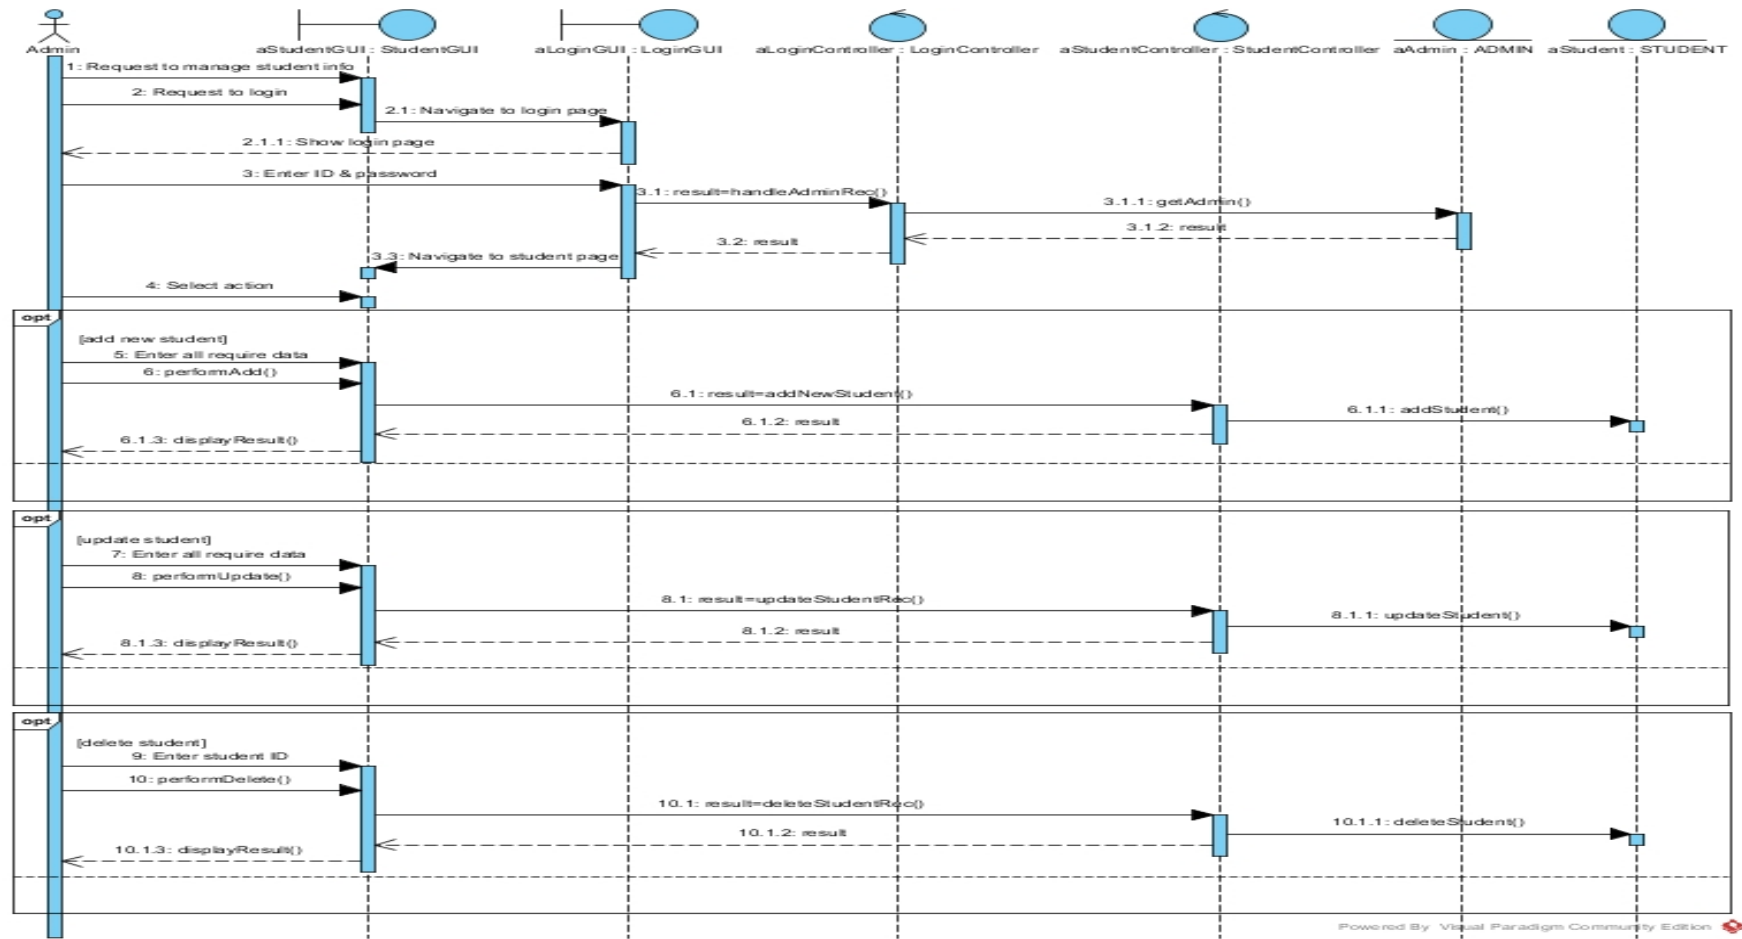 Admin
aStudentGUI : StudentGUI
aLoginGUI : LoginGUI
aLoginController : LoginController
aStudentController : StudentController
aAdmin : ADMIN
aStudent : STUDENT
1: Request to manage student info
2: Request to login
2.1: Navigate to login page
2.1.1: Show login page
3: Enter ID & password
3.1: result=handleAdminRec()
3.1.1: getAdmin()
3.1.2: result
3.2: result
3.3: Navigate to student page
4: Select action
opt
[add new student]
5: Enter all require data
6: performAdd()
6.1: result=addNewStudent()
6.1.1: addStudent()
6.1.2: result
6.1.3: displayResult()
opt
[update student]
7: Enter all require data
8: performUpdate()
8.1: result=updateStudentRec()
8.1.1: updateStudent()
8.1.2: result
8.1.3: displayResult()
opt
[delete student]
9: Enter student ID
10: performDelete()
10.1: result=deleteStudentRec()
10.1.1: deleteStudent()
10.1.2: result
10.1.3: displayResult()
Powered By Visual Paradigm Community Edition